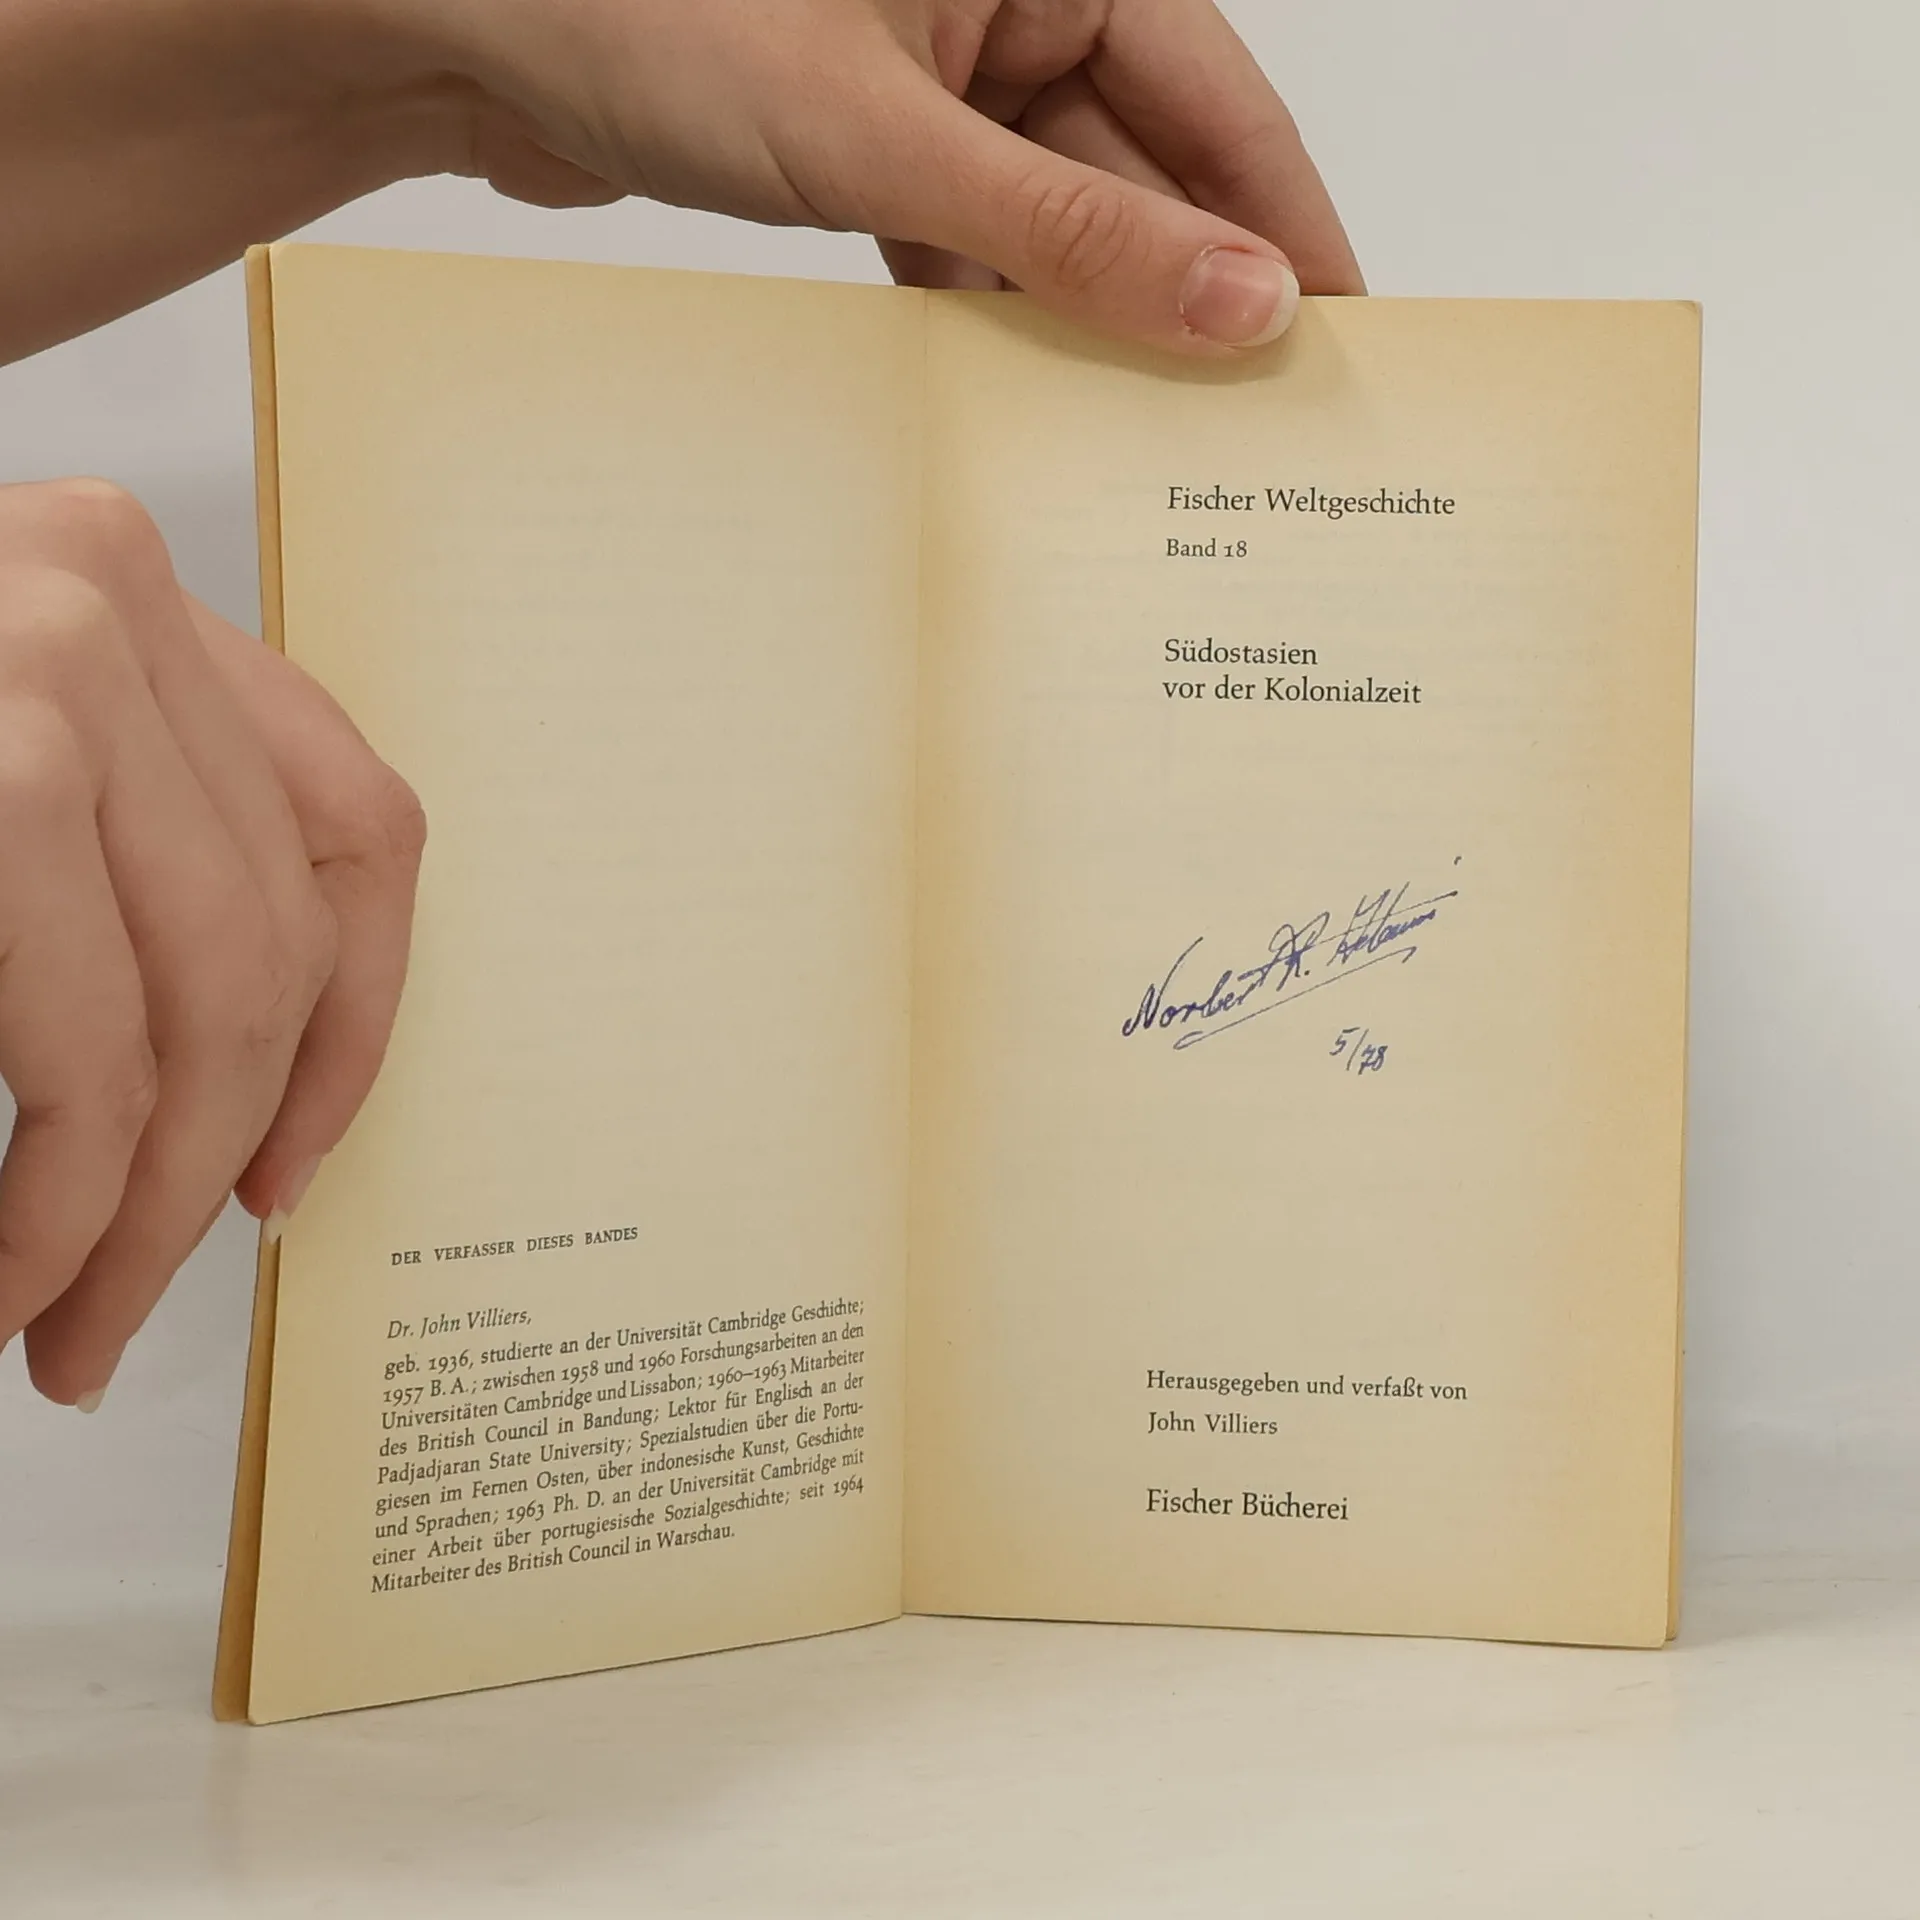 DER VERFASSER DIESES BANDES
Dr. John Villiers,
geb. 1936, studierte an der Universität Cambridge Geschichte;
1957 B. A.; zwischen 1958 und 1960 Forschungsarbeiten an den
Universitäten Cambridge und Lissabon; 1960–1963 Mitarbeiter
des British Council in Bandung; Lektor für Englisch an der
Padjadjaran State University; Spezialstudien über die Portu-
giesen im Fernen Osten, über indonesische Kunst, Geschichte
und Sprachen; 1963 Ph. D. an der Universität Cambridge mit
einer Arbeit über portugiesische Sozialgeschichte; seit 1964
Mitarbeiter des British Council in Warschau.
Fischer Weltgeschichte
Band 18
Südostasien
vor der Kolonialzeit
Norbert
5/78
Herausgegeben und verfaßt von
John Villiers
Fischer Bücherei